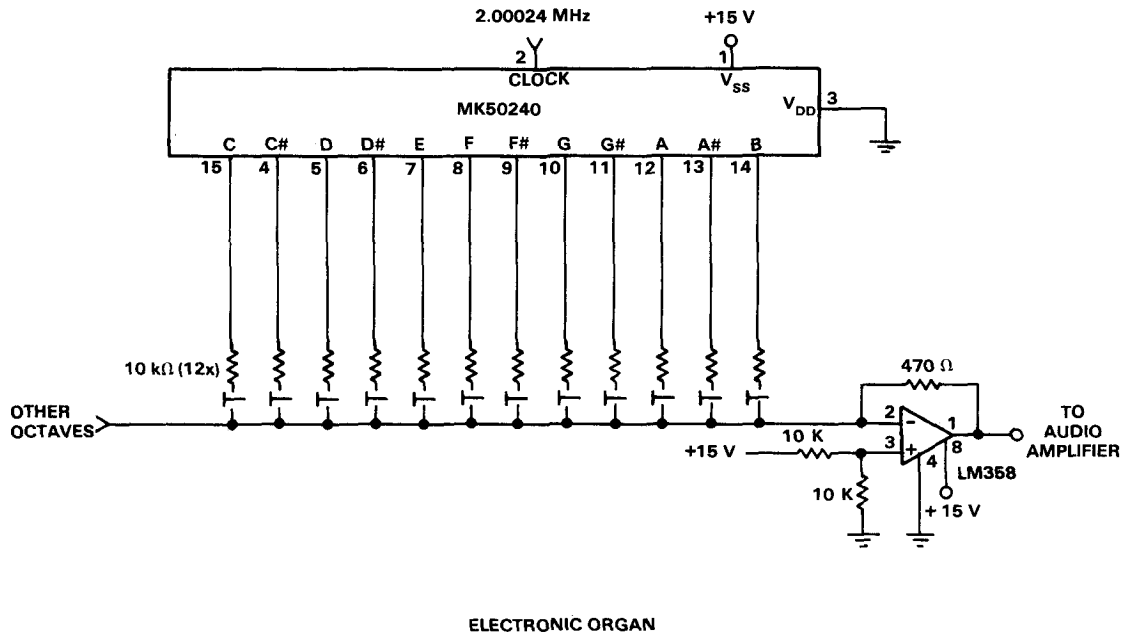 2.00024 MHz
+15 V
2
1
CLOCK
VSS
MK50240
VDD
3
C C# D D# E F F# G G# A A# B
15 4 5 6 7 8 9 10 11 12 13 14
10 kΩ (12x)
470 Ω
OTHER
OCTAVES
2
-
1
10 K
+15 V
3
+
8
4
TO
AUDIO
AMPLIFIER
LM358
10 K
+ 15 V
ELECTRONIC ORGAN